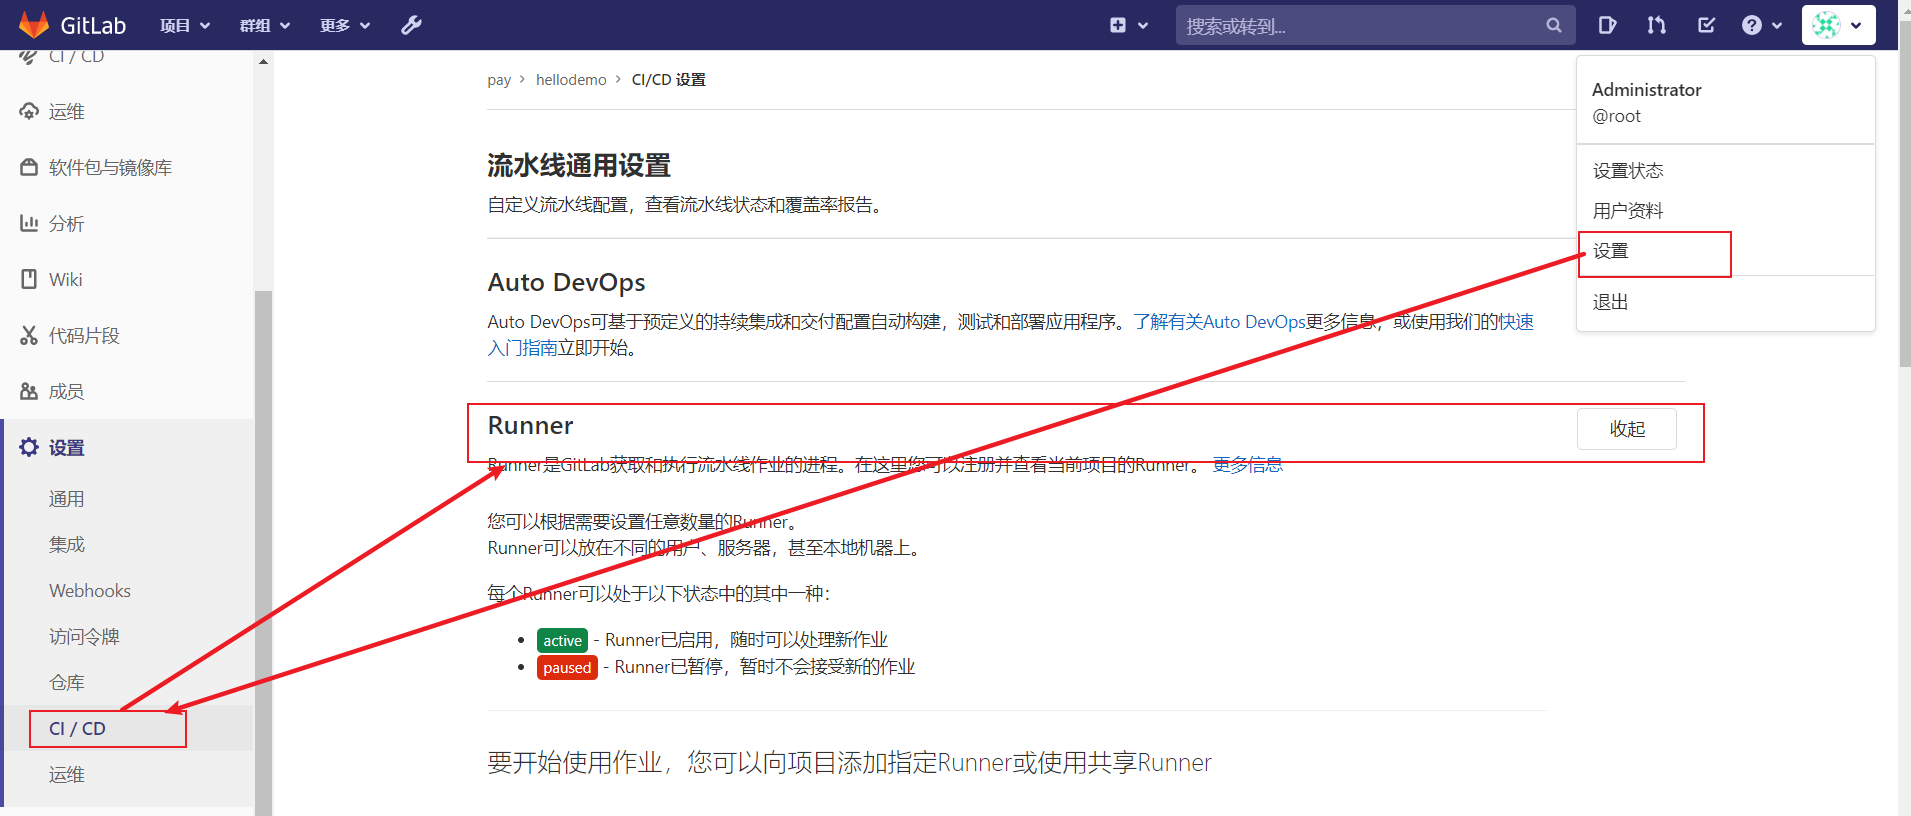 GitLab 项目 群组 更多 搜索或转到...
CI / CD
运维
软件包与镜像库
分析
Wiki
代码片段
成员
设置
通用
集成
Webhooks
访问令牌
仓库
CI / CD
运维
pay > hellodemo > CI/CD 设置
流水线通用设置
自定义流水线配置，查看流水线状态和覆盖率报告。
Auto DevOps
Auto DevOps可基于预定义的持续集成和交付配置自动构建，测试和部署应用程序。了解有关Auto DevOps更多信息，或使用我们的快速
入门指南立即开始。
Runner
收起
Runner是GitLab获取和执行流水线作业的进程。在这里您可以注册并查看当前项目的Runner。 更多信息
您可以根据需要设置任意数量的Runner。
Runner可以放在不同的用户、服务器，甚至本地机器上。
每个Runner可以处于以下状态中的其中一种：
• active - Runner已启用，随时可以处理新作业
• paused - Runner已暂停，暂时不会接受新的作业
要开始使用作业，您可以向项目添加指定Runner或使用共享Runner
Administrator
@root
设置状态
用户资料
设置
退出